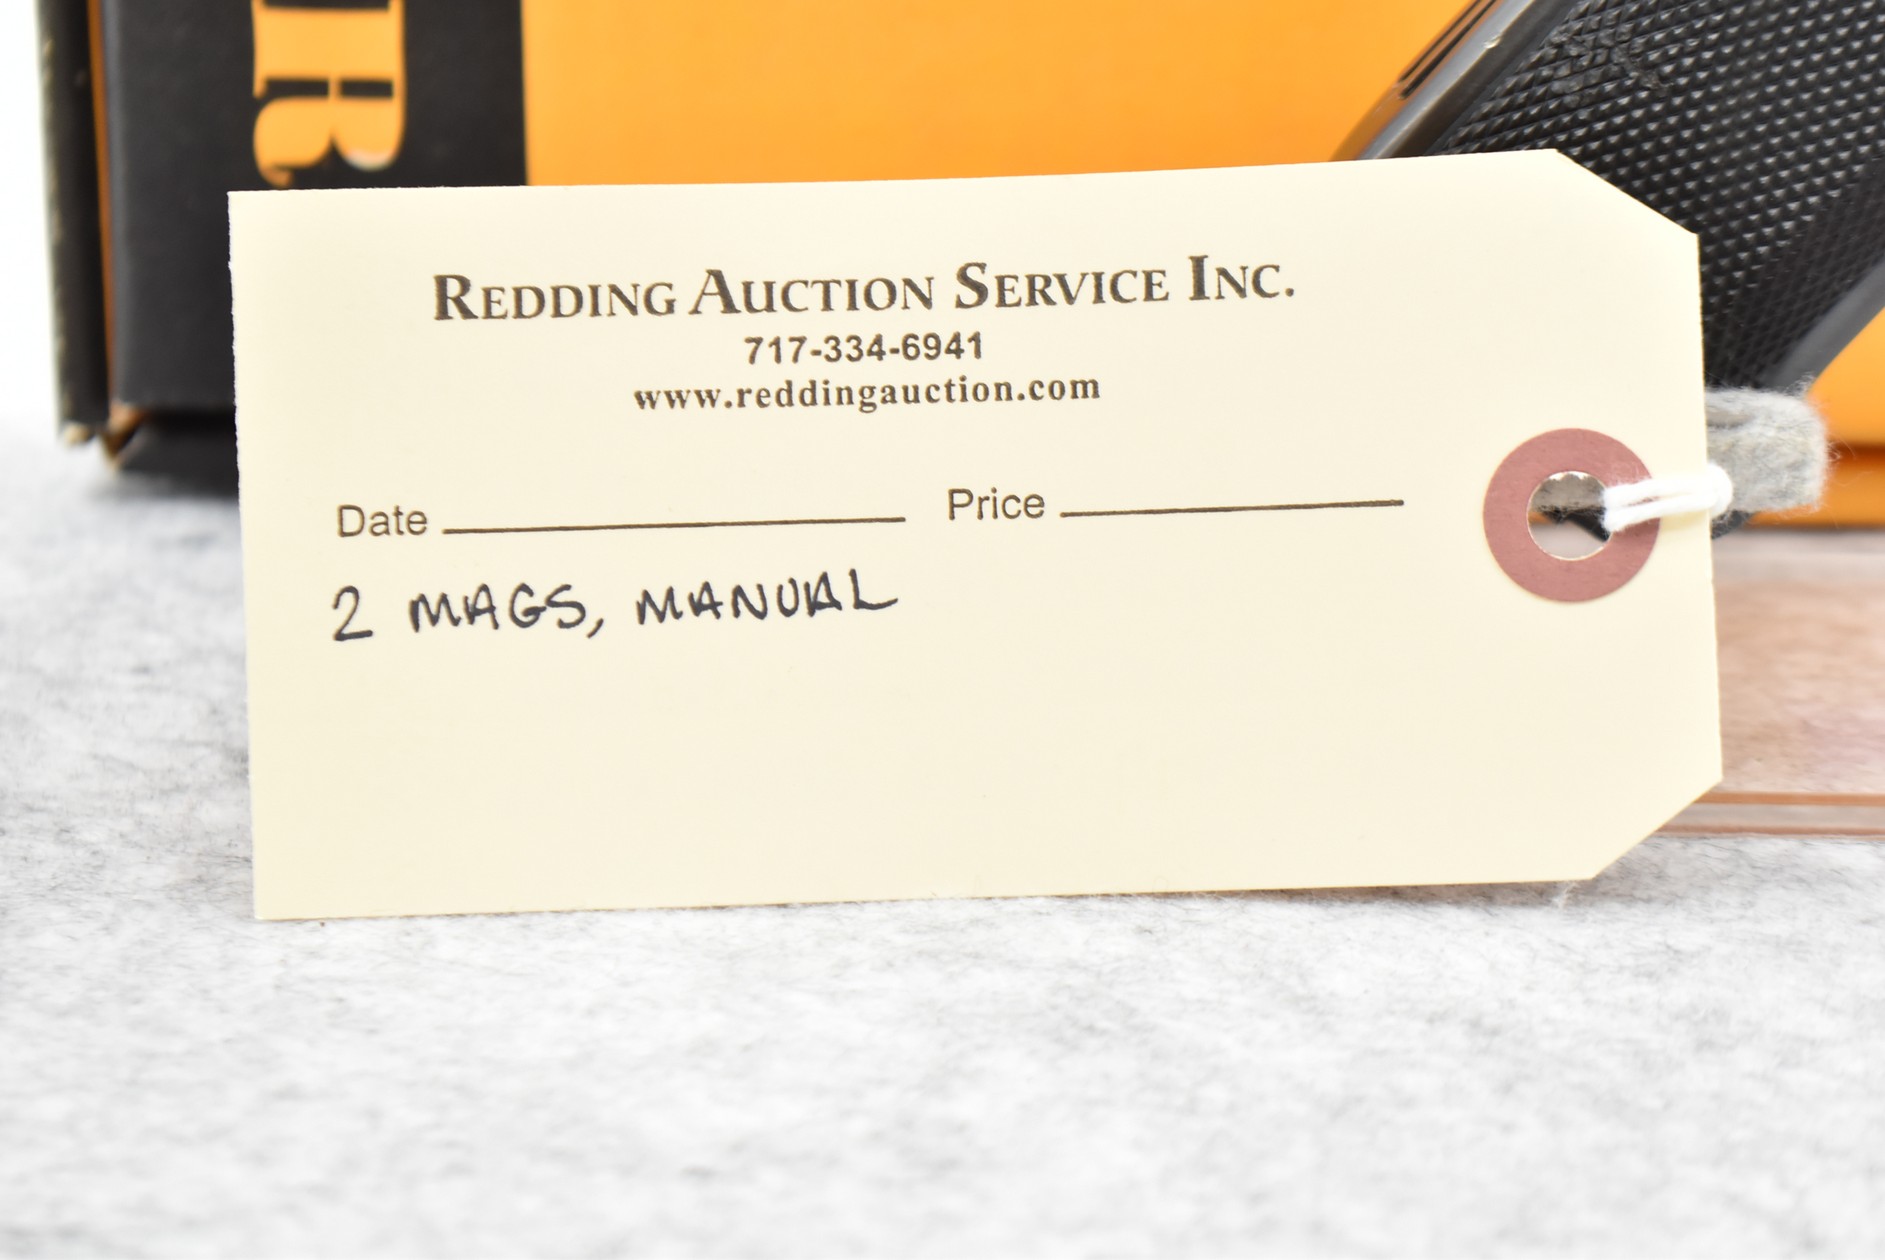 R
REDDING AUCTION SERVICE INC.
717-334-6941
www.reddingauction.com
Date Price
2 MAGS, MANUAL